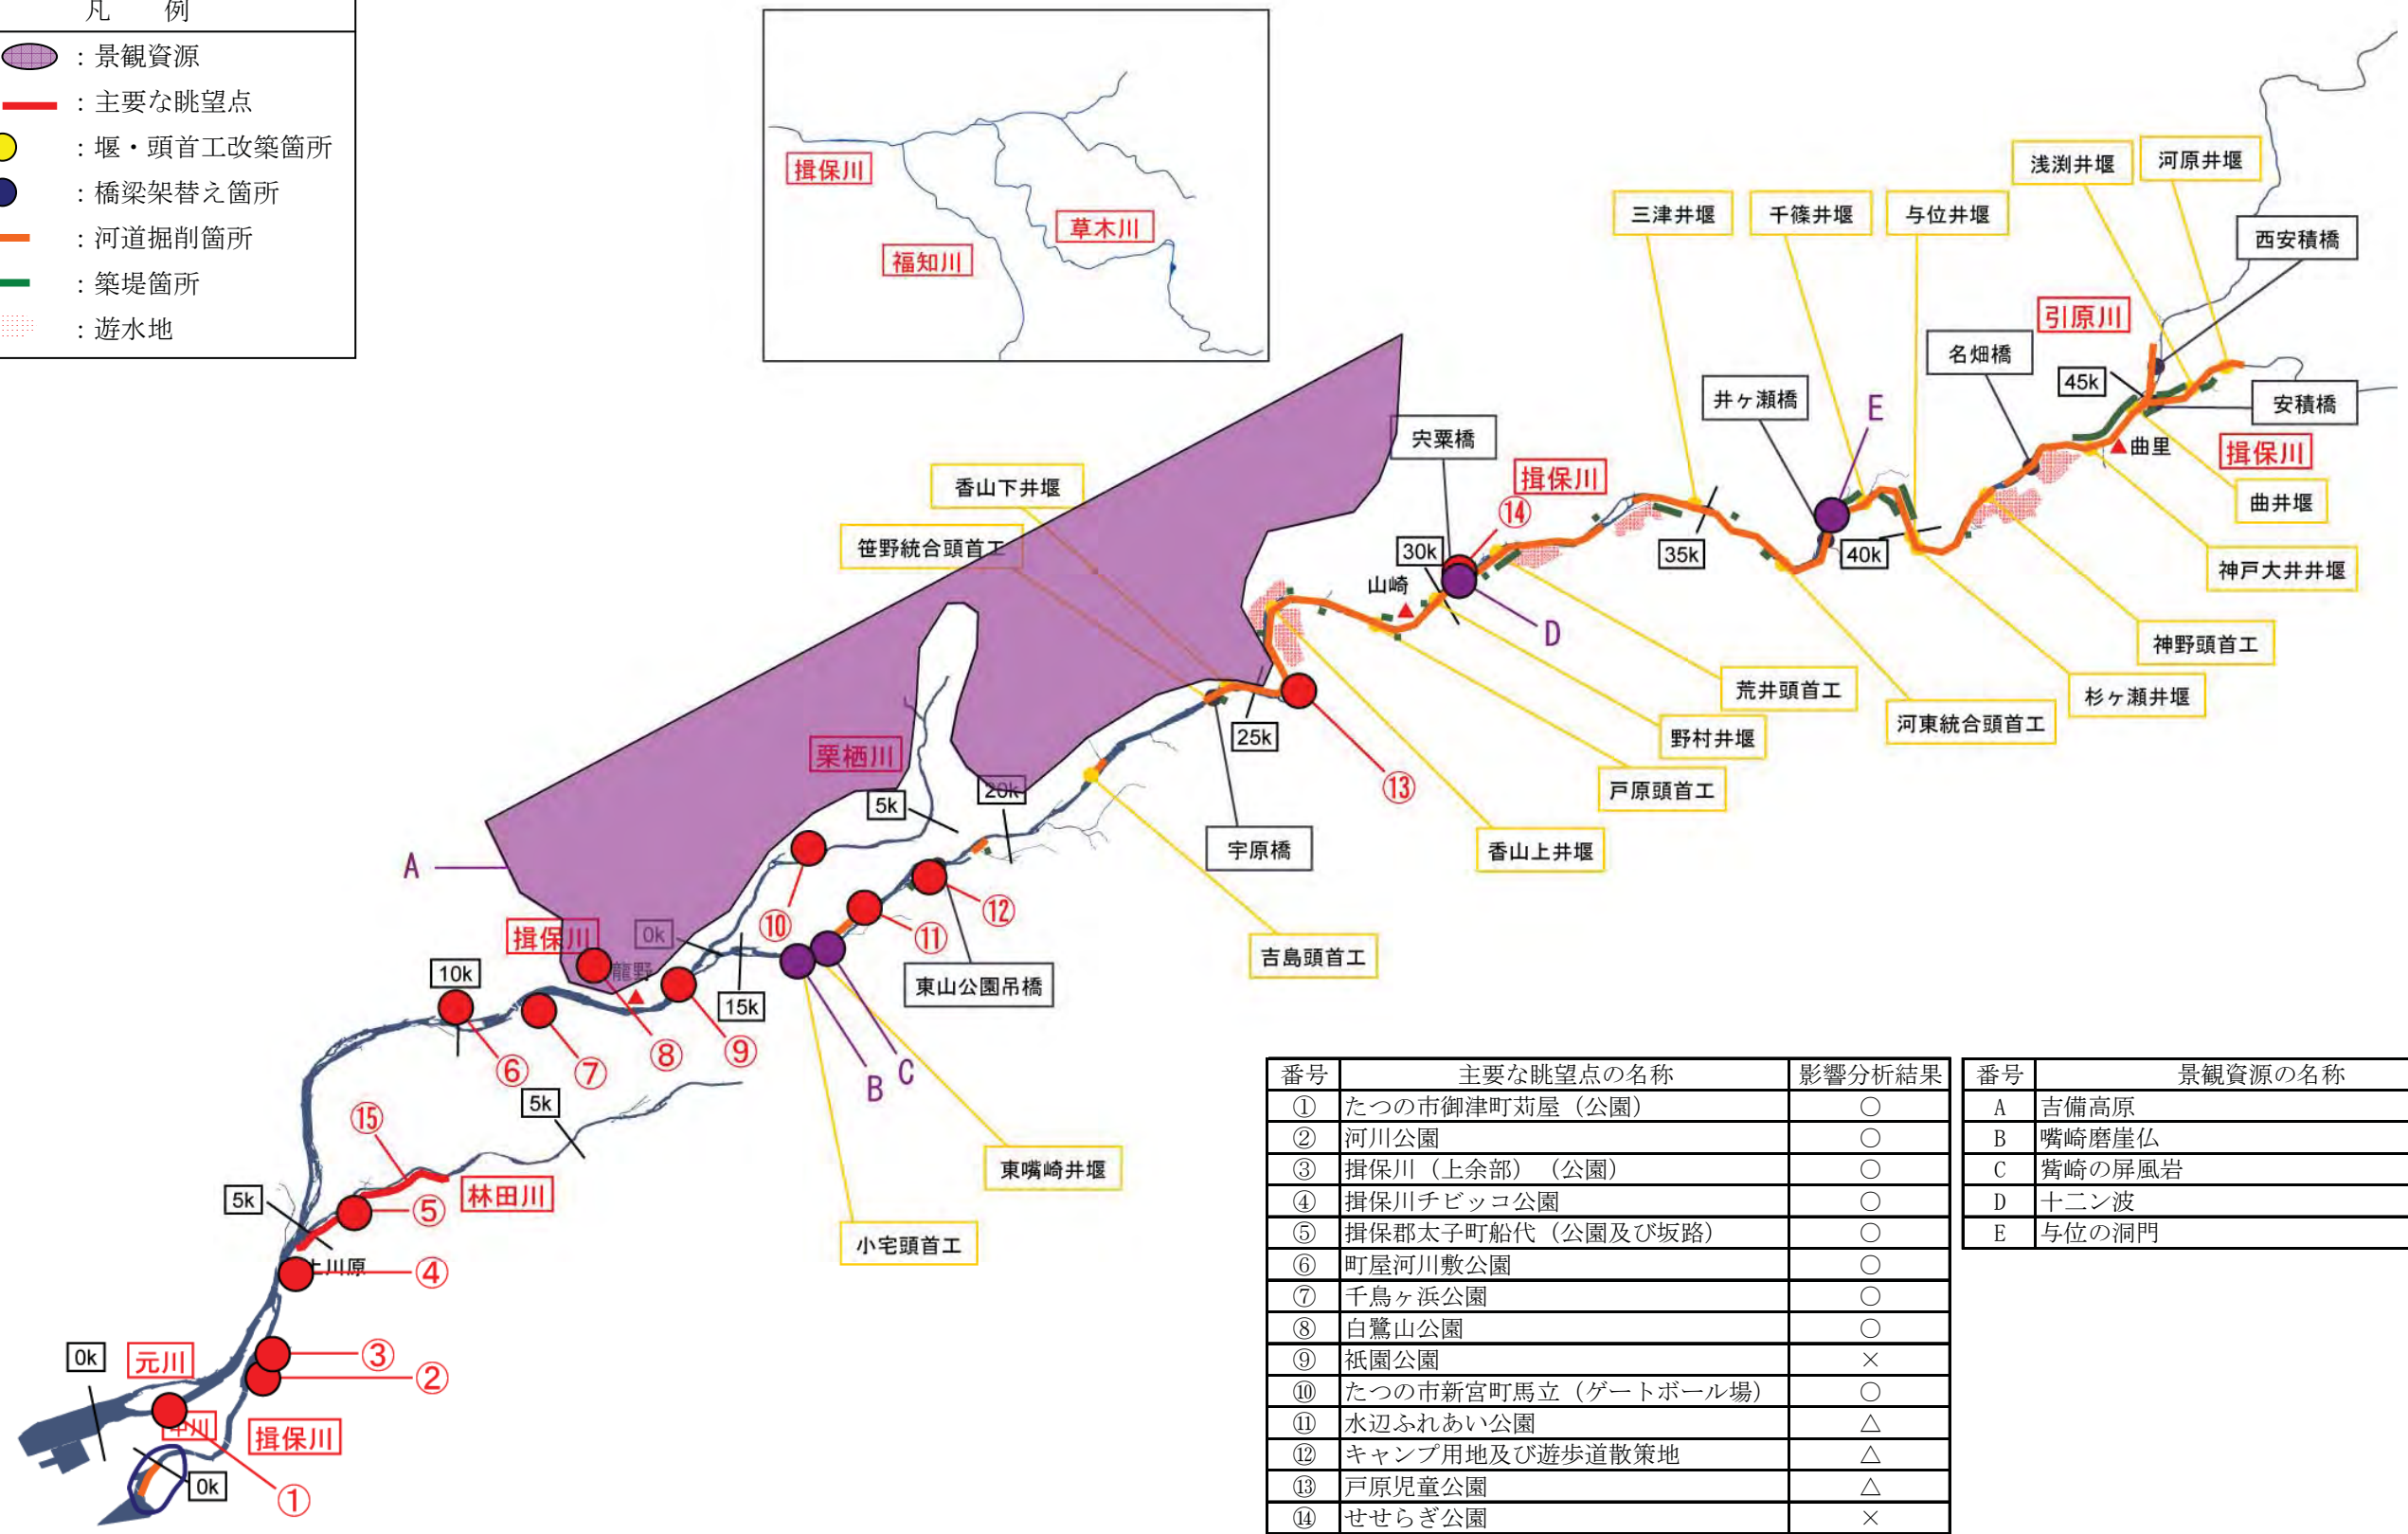 凡 例
：景観資源
：主要な眺望点
：堰・頭首工改築箇所
：橋梁架替え箇所
：河道掘削箇所
：築堤箇所
：遊水地
揖保川
草木川
福知川
浅渕井堰
河原井堰
三津井堰
千篠井堰
与位井堰
西安積橋
引原川
名畑橋
45k
安積橋
井ヶ瀬橋
E
宍粟橋
曲里
揖保川
揖保川
香山下井堰
曲井堰
⑭
笹野統合頭首工
30k
35k
40k
神戸大井井堰
山崎
D
神野頭首工
荒井頭首工
杉ヶ瀬井堰
河東統合頭首工
25k
野村井堰
栗栖川
⑬
戸原頭首工
20k
5k
宇原橋
香山上井堰
A
⑫
⑩
⑪
揖保川
0k
吉島頭首工
龍野
10k
東山公園吊橋
15k
⑨
⑧
⑥
⑦
C
B
5k
⑮
東嘴崎井堰
林田川
5k
⑤
小宅頭首工
上川原
④
0k
元川
③
②
中川
揖保川
0k
①
番号 主要な眺望点の名称 影響分析結果
① たつの市御津町苅屋（公園） ○
② 河川公園 ○
③ 揖保川（上余部）（公園） ○
④ 揖保川チビッコ公園 ○
⑤ 揖保郡太子町船代（公園及び坂路） ○
⑥ 町屋河川敷公園 ○
⑦ 千鳥ヶ浜公園 ○
⑧ 白鷺山公園 ○
⑨ 祇園公園 ×
⑩ たつの市新宮町馬立（ゲートボール場） ○
⑪ 水辺ふれあい公園 △
⑫ キャンプ用地及び遊歩道散策地 △
⑬ 戸原児童公園 △
⑭ せせらぎ公園 ×
番号 景観資源の名称
A 吉備高原
B 嘴崎磨崖仏
C 觜崎の屏風岩
D 十二ン波
E 与位の洞門